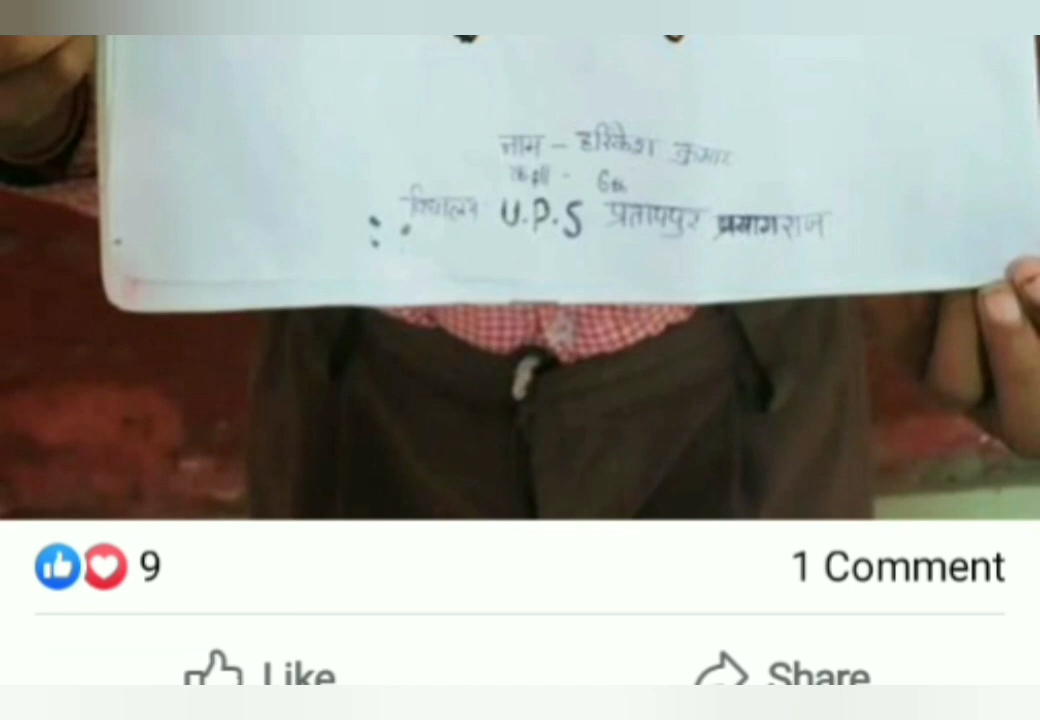 नाम - हरिकेश कुमार
कक्षा - 6th
विद्यालय U.P.S प्रतापपुर प्रयागराज
9
1 Comment
Like
Share